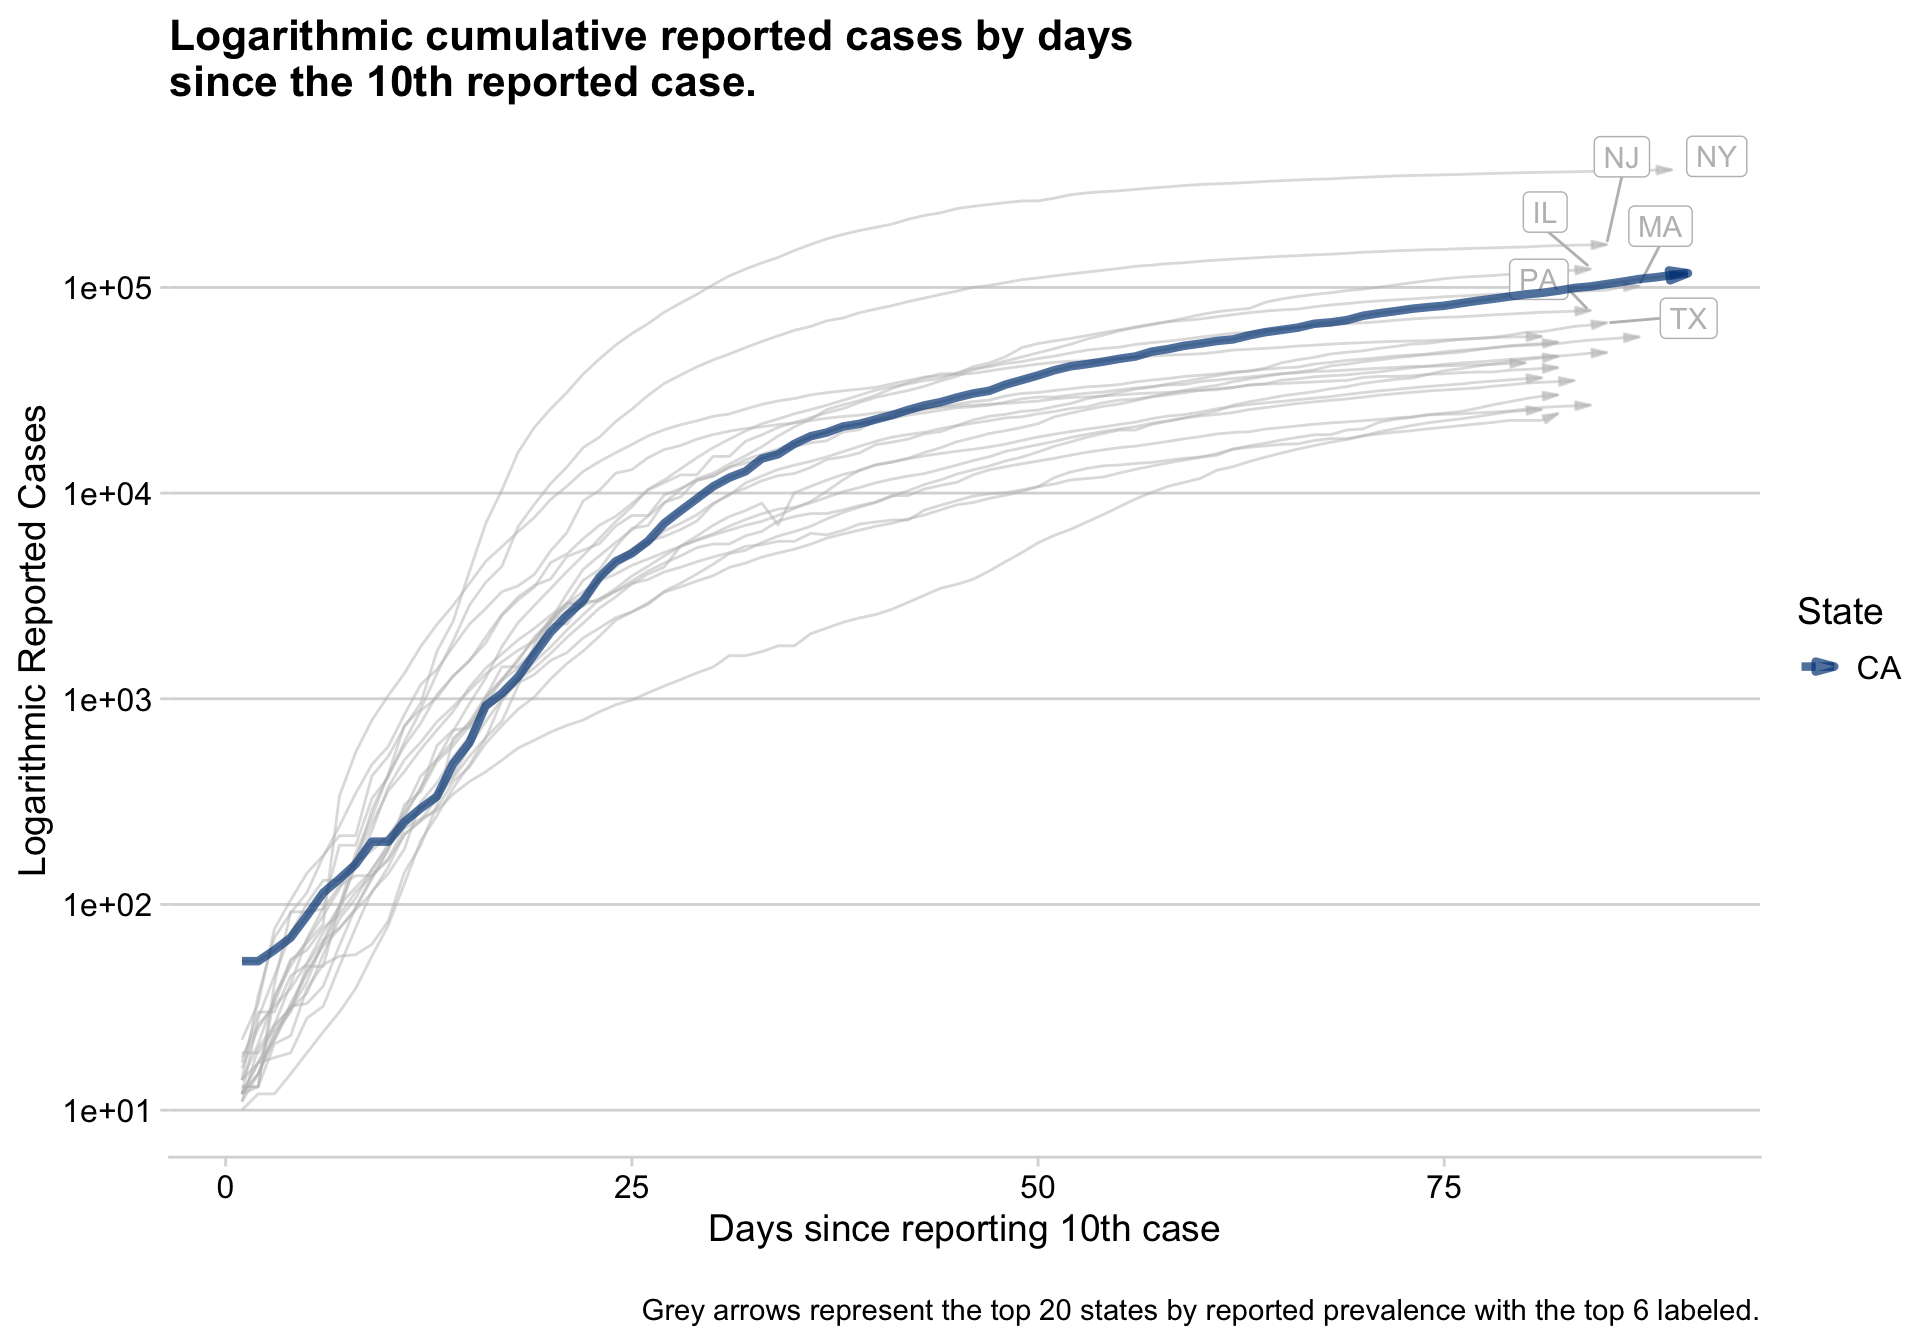 Logarithmic cumulative reported cases by days
since the 10th reported case.
NJ
NY
IL
MA
PA
TX
1e+05
1e+04
1e+03
1e+02
1e+01
Logarithmic Reported Cases
0 25 50 75
Days since reporting 10th case
State
CA
Grey arrows represent the top 20 states by reported prevalence with the top 6 labeled.